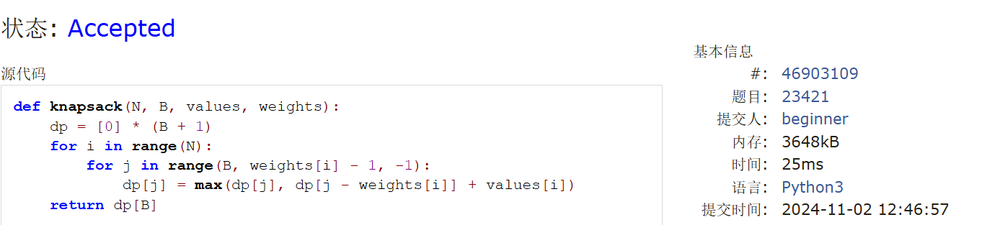 状态: Accepted
源代码
def knapsack(N, B, values, weights):
    dp = [0] * (B + 1)
    for i in range(N):
        for j in range(B, weights[i] - 1, -1):
            dp[j] = max(dp[j], dp[j - weights[i]] + values[i])
    return dp[B]
基本信息
#: 46903109
题目: 23421
提交人: beginner
内存: 3648kB
时间: 25ms
语言: Python3
提交时间: 2024-11-02 12:46:57